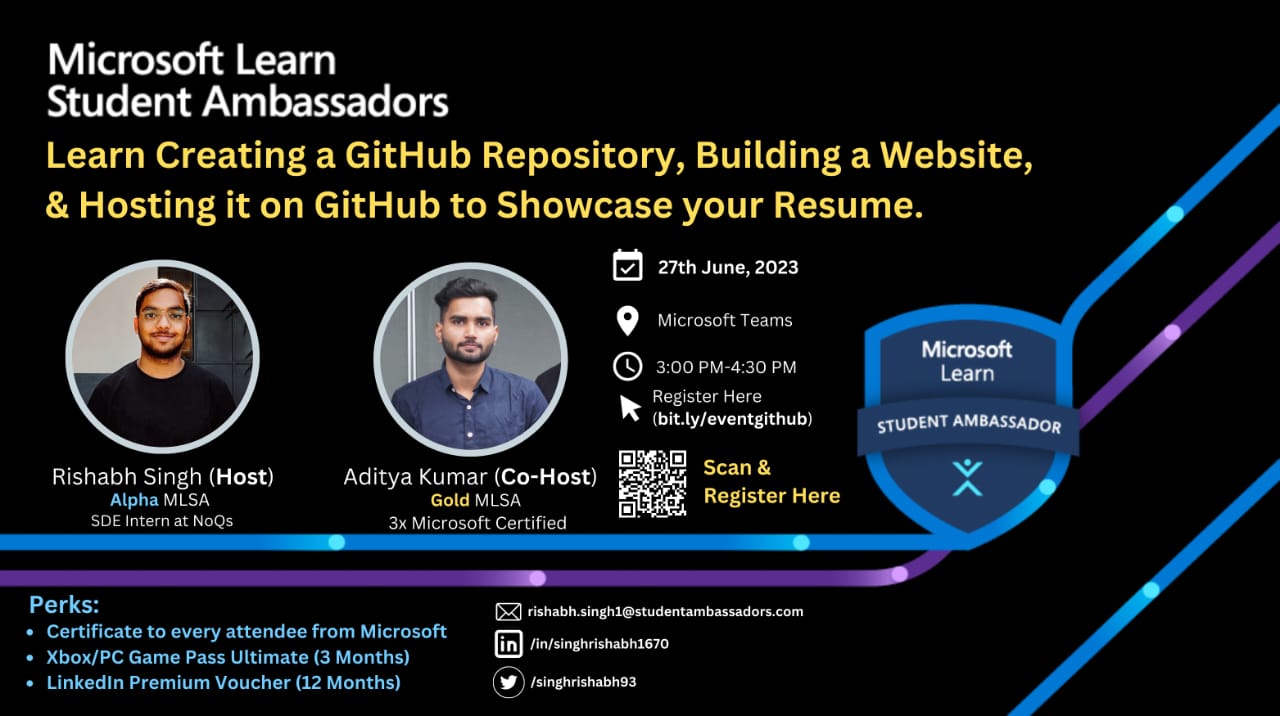 Microsoft Learn
Student Ambassadors
Learn Creating a GitHub Repository, Building a Website,
& Hosting it on GitHub to Showcase your Resume.
Rishabh Singh (Host)
Alpha MLSA
SDE Intern at NoQs
Aditya Kumar (Co-Host)
Gold MLSA
3x Microsoft Certified
27th June, 2023
Microsoft Teams
3:00 PM-4:30 PM
Register Here
(bit.ly/eventgithub)
Scan &
Register Here
Microsoft
Learn
STUDENT AMBASSADOR
Perks:
• Certificate to every attendee from Microsoft
• Xbox/PC Game Pass Ultimate (3 Months)
• LinkedIn Premium Voucher (12 Months)
rishabh.singh1@studentambassadors.com
in /in/singhrishabh1670
/singhrishabh93